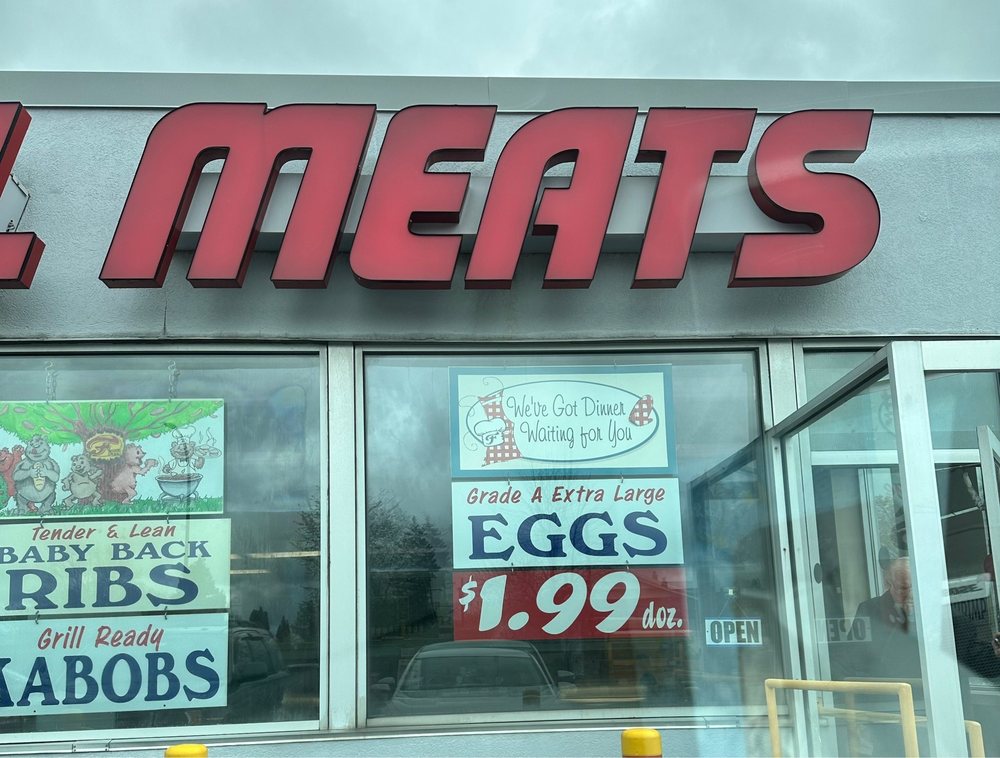 MEATS
We've Got Dinner
Waiting for You
Grade A Extra Large
EGGS
$1.99 doz.
Tender & Lean
BABY BACK
RIBS
Grill Ready
KABOBS
OPEN
OPEN